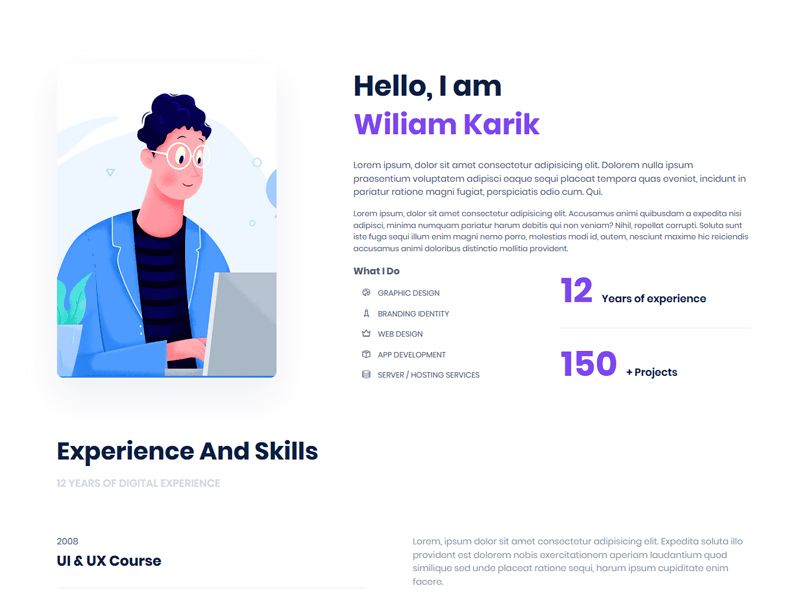 Hello, I am
Wiliam Karik
Lorem ipsum, dolor sit amet consectetur adipisicing elit. Dolorem nulla ipsum
praesentium voluptatem adipisci eaque sequi placeat tempora quas eveniet, incidunt in
pariatur ratione magni fugiat, perspiciatis odio cum. Qui.
Lorem ipsum, dolor sit amet consectetur adipisicing elit. Accusamus animi quibusdam a expedita nisi
adipisci, minima numquam pariatur harum debitis qui non veniam? Nihil, repellat corrupti. Soluta sunt
iste fuga sequi illum enim magni nemo porro, molestias modi id, autem, nesciunt maxime hic reiciendis
accusamus animi doloribus distinctio mollitia provident.
What I Do
GRAPHIC DESIGN
BRANDING IDENTITY
WEB DESIGN
APP DEVELOPMENT
SERVER / HOSTING SERVICES
12 Years of experience
150 + Projects
Experience And Skills
12 YEARS OF DIGITAL EXPERIENCE
2008
UI & UX Course
Lorem, ipsum dolor sit amet consectetur adipisicing elit. Expedita soluta illo
provident est dolorem nobis exercitationem aperiam laudantium quod
similique sed unde placeat ratione sequi, harum ipsum cupiditate enim
facere.